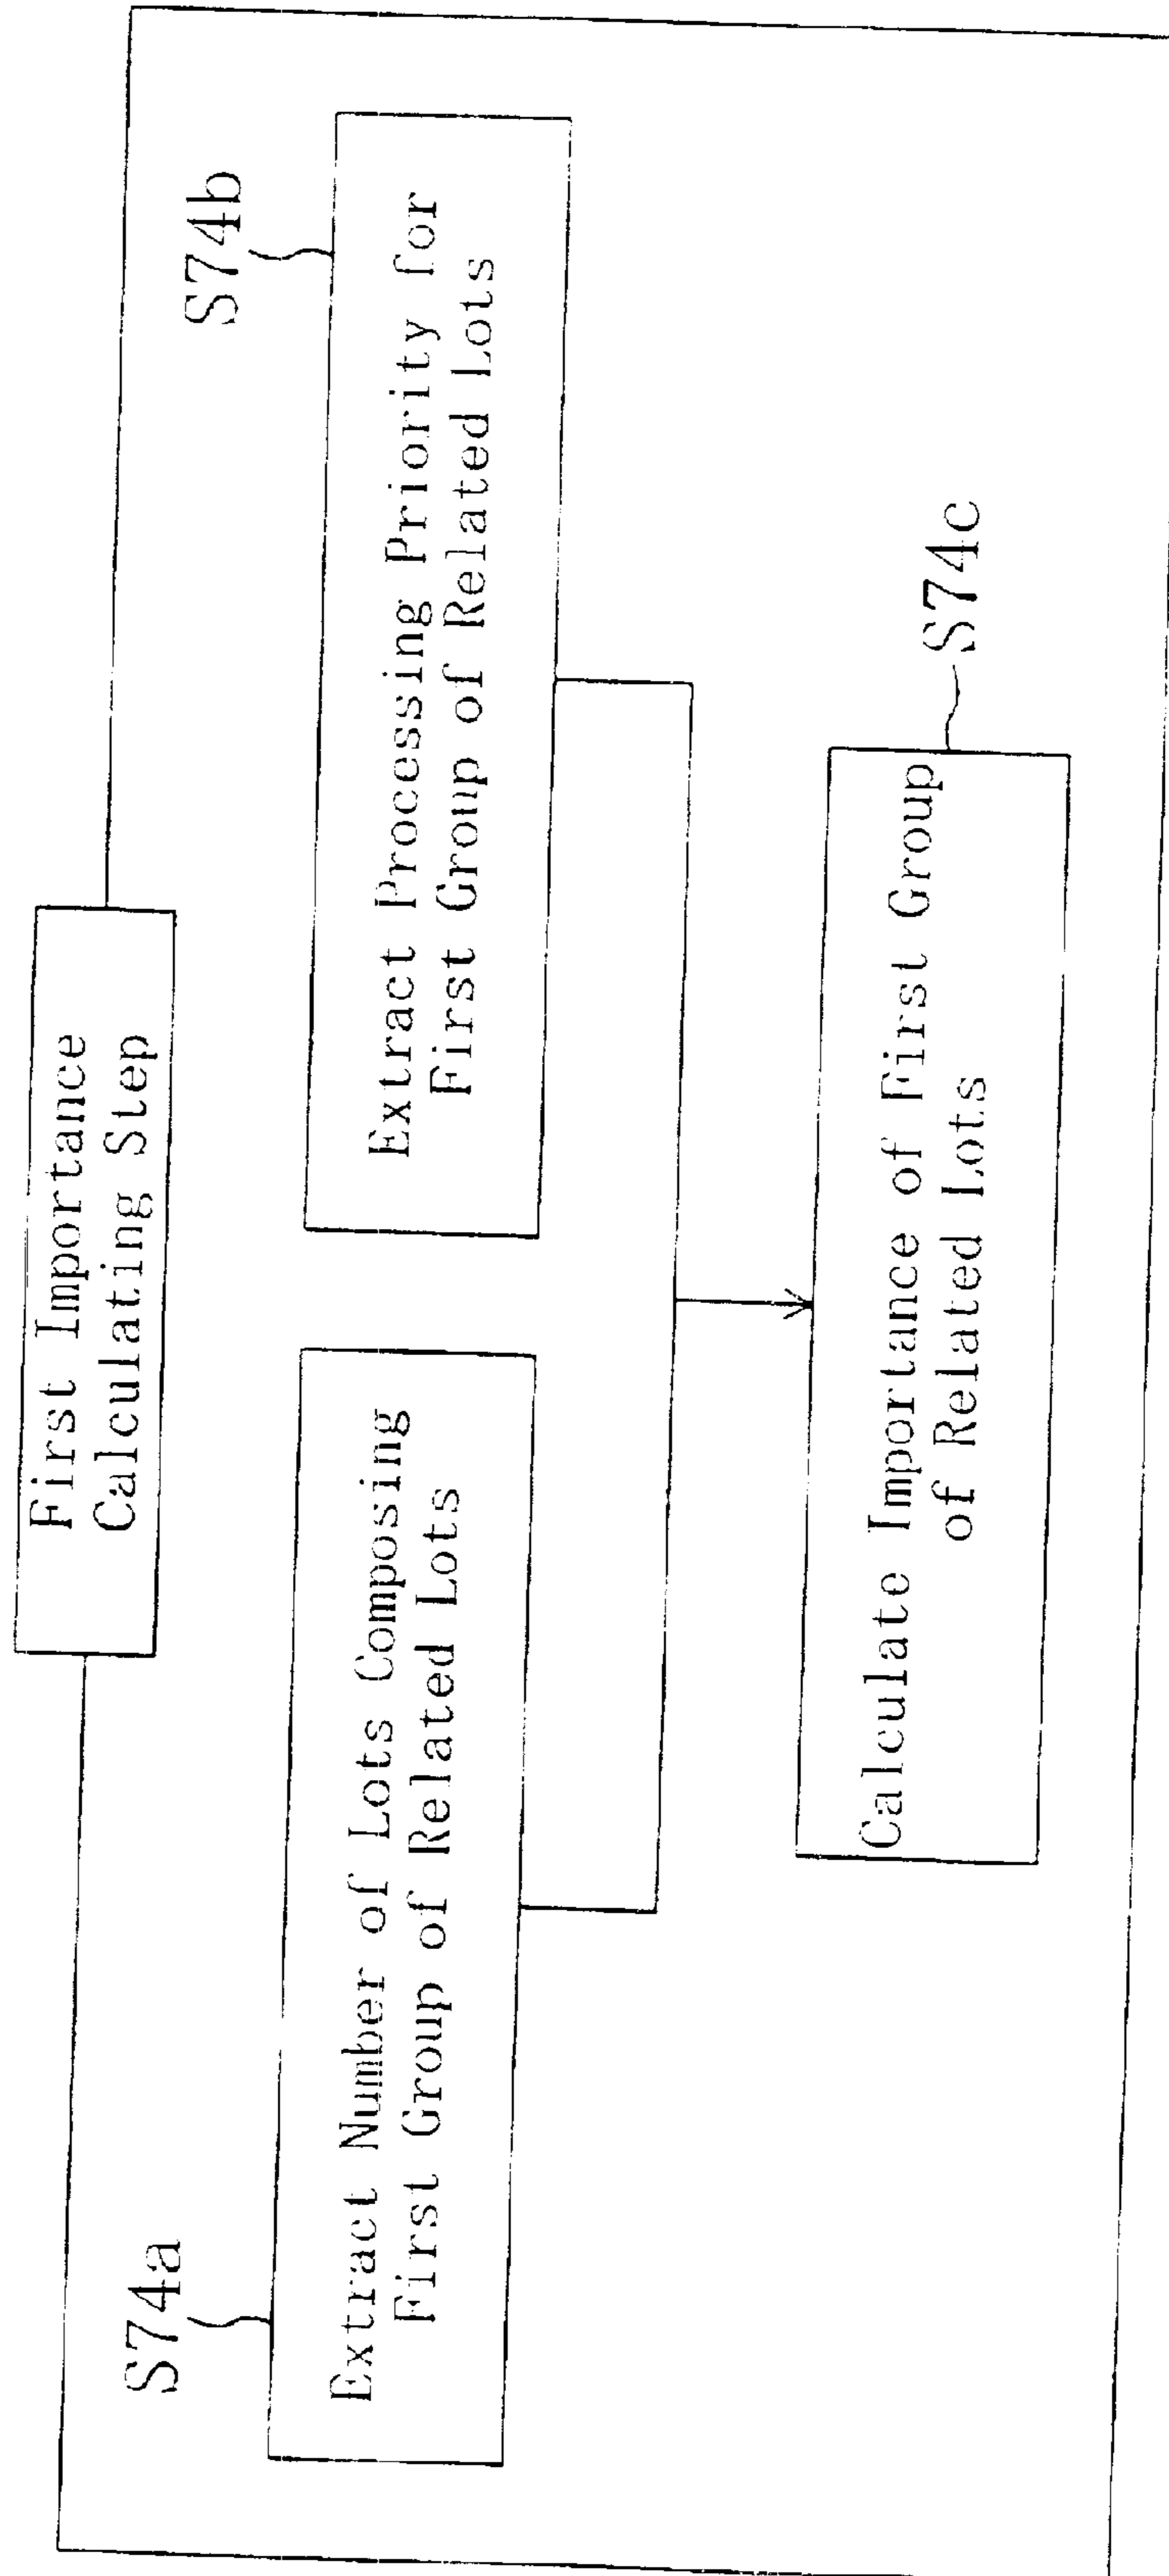 First Importance
Calculating Step
S74a
Extract Number of Lots Composing
First Group of Related Lots
S74b
Extract Processing Priority for
First Group of Related Lots
S74c
Calculate Importance of First Group
of Related Lots